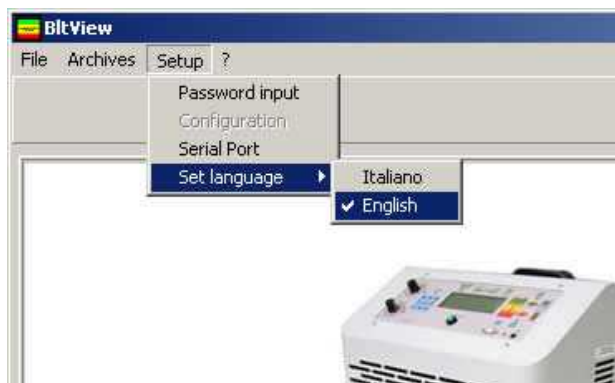 BltView
File Archives Setup ?
Password input
Configuration
Serial Port
Set language
Italiano
English